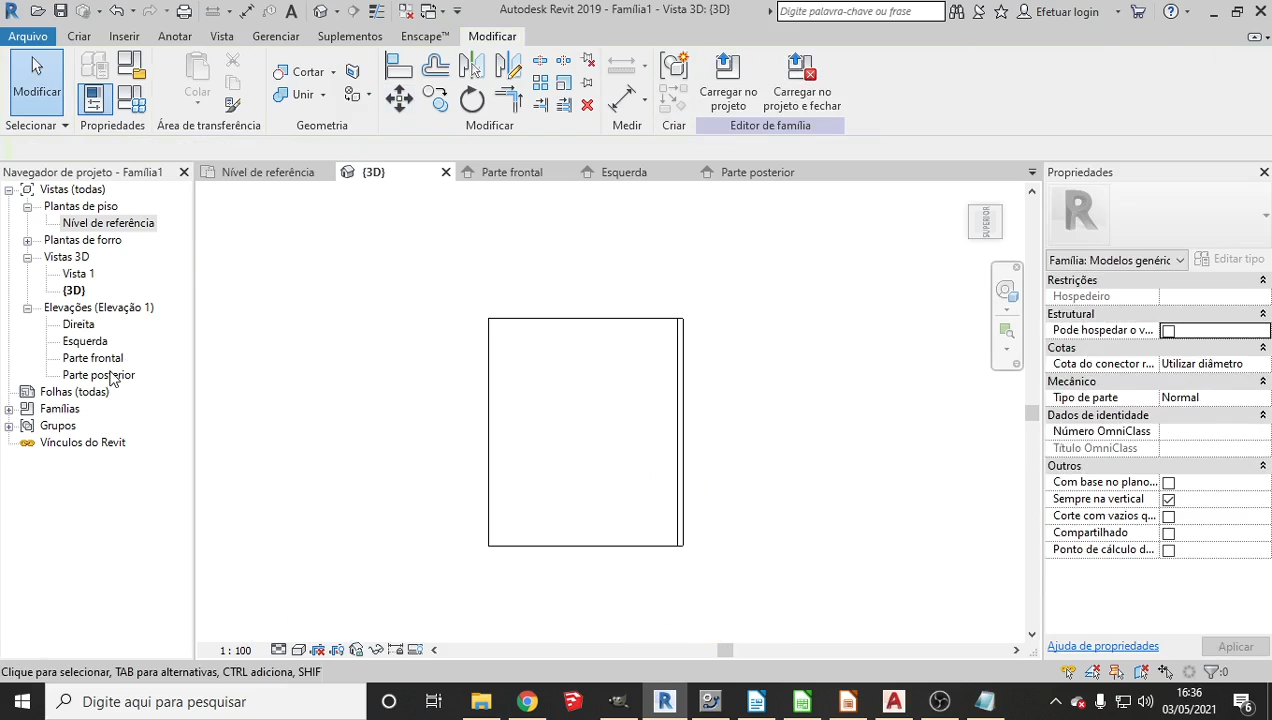 Autodesk Revit 2019 - Família1 - Vista 3D: {3D}
Digite palavra-chave ou frase
Efetuar login
Arquivo Criar Inserir Anotar Vista Gerenciar Suplementos Enscape™ Modificar
Modificar
Colar
Cortar
Unir
Carregar no
projeto
Carregar no
projeto e fechar
Selecionar Propriedades Área de transferência Geometria Modificar Medir Criar Editor de família
Navegador de projeto - Família1
Vistas (todas)
Plantas de piso
Nível de referência
Plantas de forro
Vistas 3D
Vista 1
{3D}
Elevações (Elevação 1)
Direita
Esquerda
Parte frontal
Parte posterior
Folhas (todas)
Famílias
Grupos
Vínculos do Revit
Nível de referência {3D} Parte frontal Esquerda Parte posterior
SUPERIOR
1 : 100
Propriedades
Família: Modelos genéric
Editar tipo
Restrições
Hospedeiro
Estrutural
Pode hospedar o v...
Cotas
Cota do conector r... Utilizar diâmetro
Mecânico
Tipo de parte Normal
Dados de identidade
Número OmniClass
Título OmniClass
Outros
Com base no plano...
Sempre na vertical
Corte com vazios q...
Compartilhado
Ponto de cálculo d...
Ajuda de propriedades Aplicar
Clique para selecionar, TAB para alternativas, CTRL adiciona, SHIF
:0
Digite aqui para pesquisar
16:36
03/05/2021
6